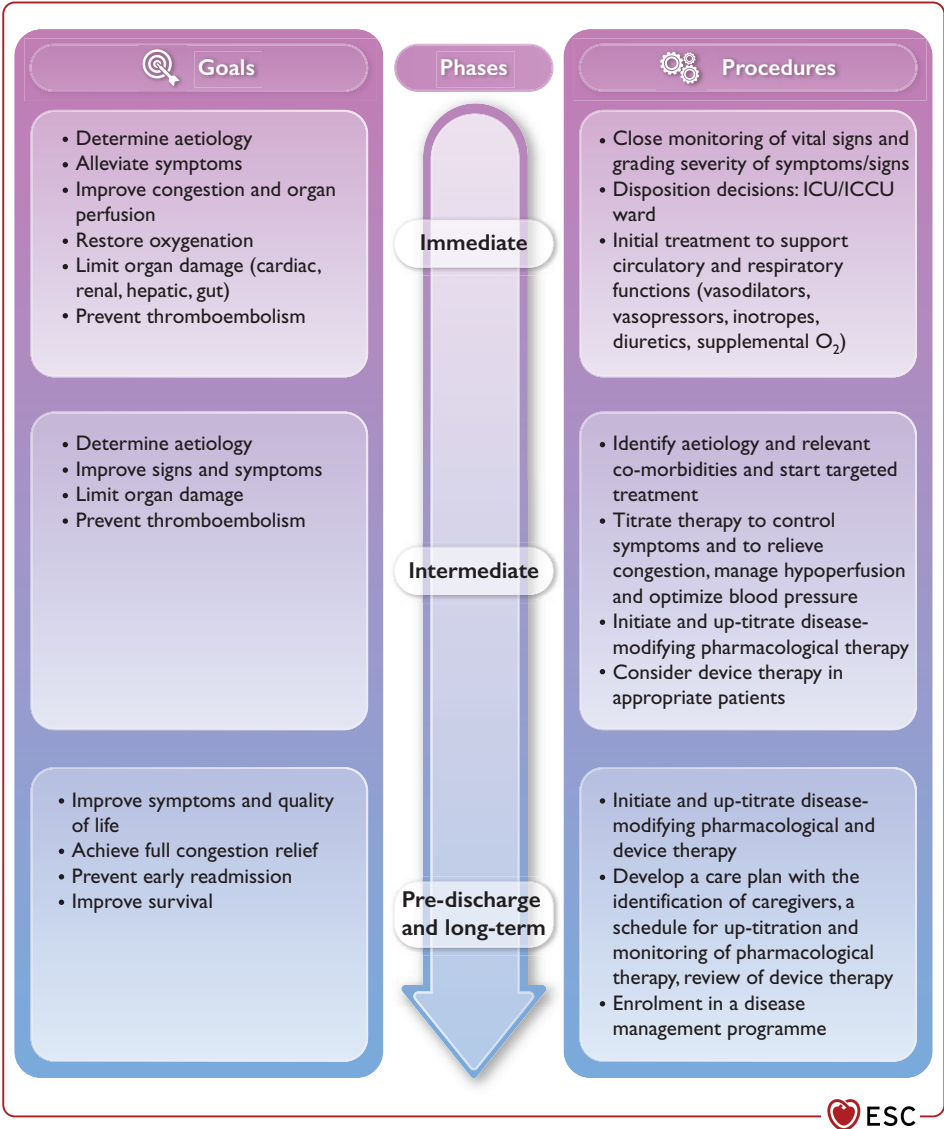 Goals
Phases
Procedures
• Determine aetiology
• Alleviate symptoms
• Improve congestion and organ
perfusion
• Restore oxygenation
• Limit organ damage (cardiac,
renal, hepatic, gut)
• Prevent thromboembolism
Immediate
• Close monitoring of vital signs and
grading severity of symptoms/signs
• Disposition decisions: ICU/ICCU
ward
• Initial treatment to support
circulatory and respiratory
functions (vasodilators,
vasopressors, inotropes,
diuretics, supplemental O₂)
• Determine aetiology
• Improve signs and symptoms
• Limit organ damage
• Prevent thromboembolism
Intermediate
• Identify aetiology and relevant
co-morbidities and start targeted
treatment
• Titrate therapy to control
symptoms and to relieve
congestion, manage hypoperfusion
and optimize blood pressure
• Initiate and up-titrate disease-
modifying pharmacological therapy
• Consider device therapy in
appropriate patients
• Improve symptoms and quality
of life
• Achieve full congestion relief
• Prevent early readmission
• Improve survival
Pre-discharge
and long-term
• Initiate and up-titrate disease-
modifying pharmacological and
device therapy
• Develop a care plan with the
identification of caregivers, a
schedule for up-titration and
monitoring of pharmacological
therapy, review of device therapy
• Enrolment in a disease
management programme
ESC